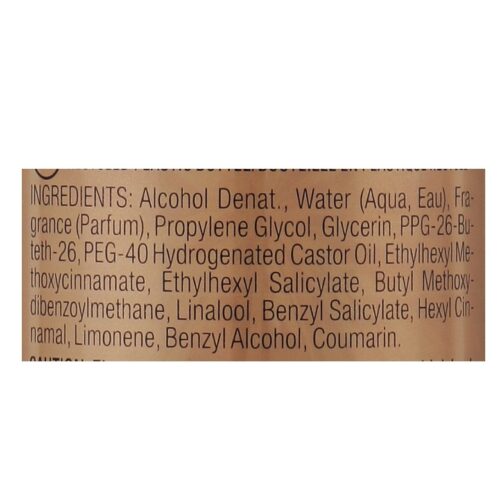 INGREDIENTS: Alcohol Denat., Water (Aqua, Eau), Fra-
grance (Parfum), Propylene Glycol, Glycerin, PPG-26-Bu-
teth-26, PEG-40 Hydrogenated Castor Oil, Ethylhexyl Me-
thoxycinnamate, Ethylhexyl Salicylate, Butyl Methoxy-
dibenzoylmethane, Linalool, Benzyl Salicylate, Hexyl Cin-
namal, Limonene, Benzyl Alcohol, Coumarin.